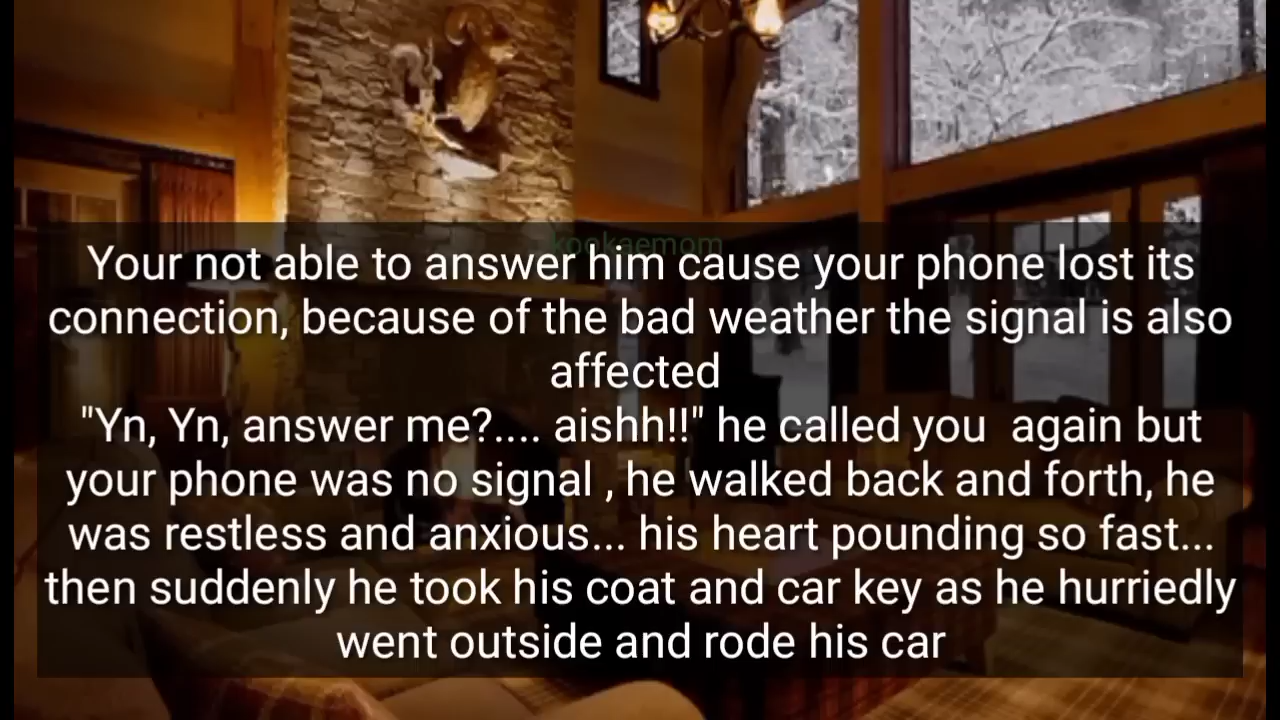 kookaemom
Your not able to answer him cause your phone lost its
connection, because of the bad weather the signal is also
affected
"Yn, Yn, answer me?.... aishh!!" he called you  again but
your phone was no signal , he walked back and forth, he
was restless and anxious... his heart pounding so fast...
then suddenly he took his coat and car key as he hurriedly
went outside and rode his car